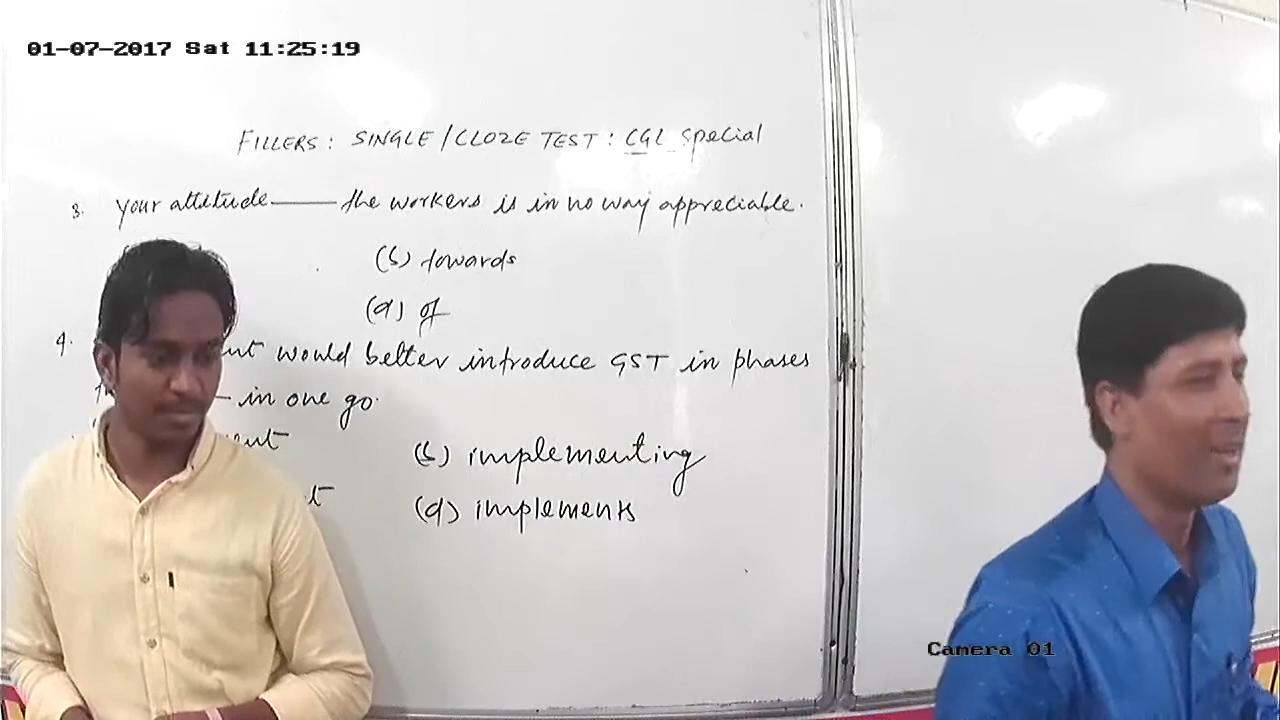 01-07-2017 Sat 11:25:19
FILLERS: SINGLE/CLOZE TEST: CGL Special
3. your attitude —— the workers is in no way appreciable.
(b) towards
(d) of
4. would better introduce GST in phases
in one go.
(b) implementing
(d) implements
Camera 01